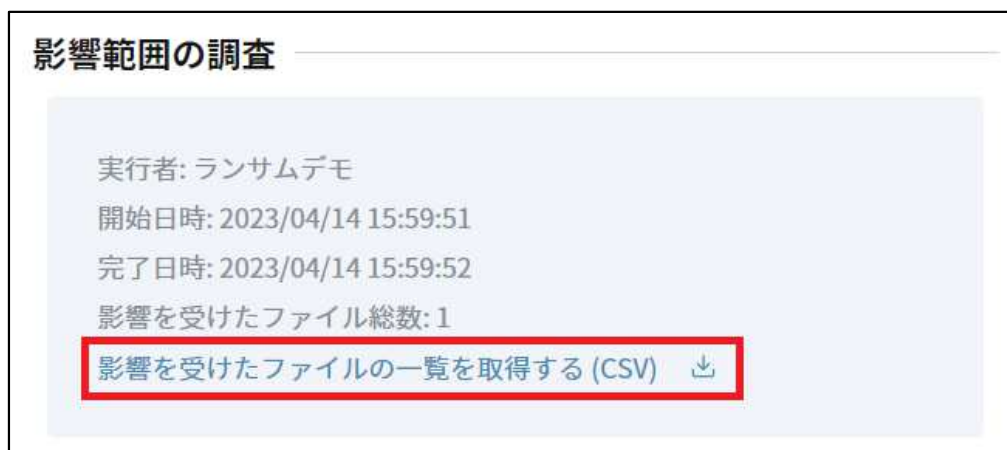 影響範囲の調査
実行者: ランサムデモ
開始日時: 2023/04/14 15:59:51
完了日時: 2023/04/14 15:59:52
影響を受けたファイル総数: 1
影響を受けたファイルの一覧を取得する (CSV)